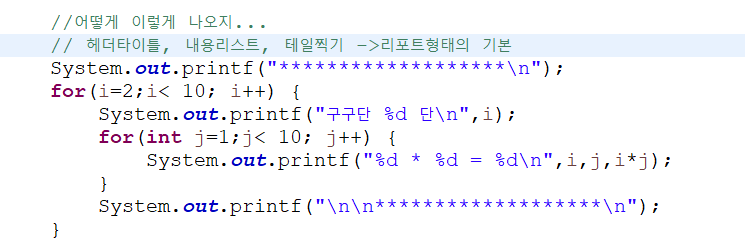 //어떻게 이렇게 나오지...
// 헤더타이틀, 내용리스트, 테일찍기 ->리포트형태의 기본
System.out.printf("*******************\n");
for(i=2;i< 10; i++) {
System.out.printf("구구단 %d 단\n",i);
for(int j=1;j< 10; j++) {
System.out.printf("%d * %d = %d\n",i,j,i*j);
}
System.out.printf("\n\n*******************\n");
}